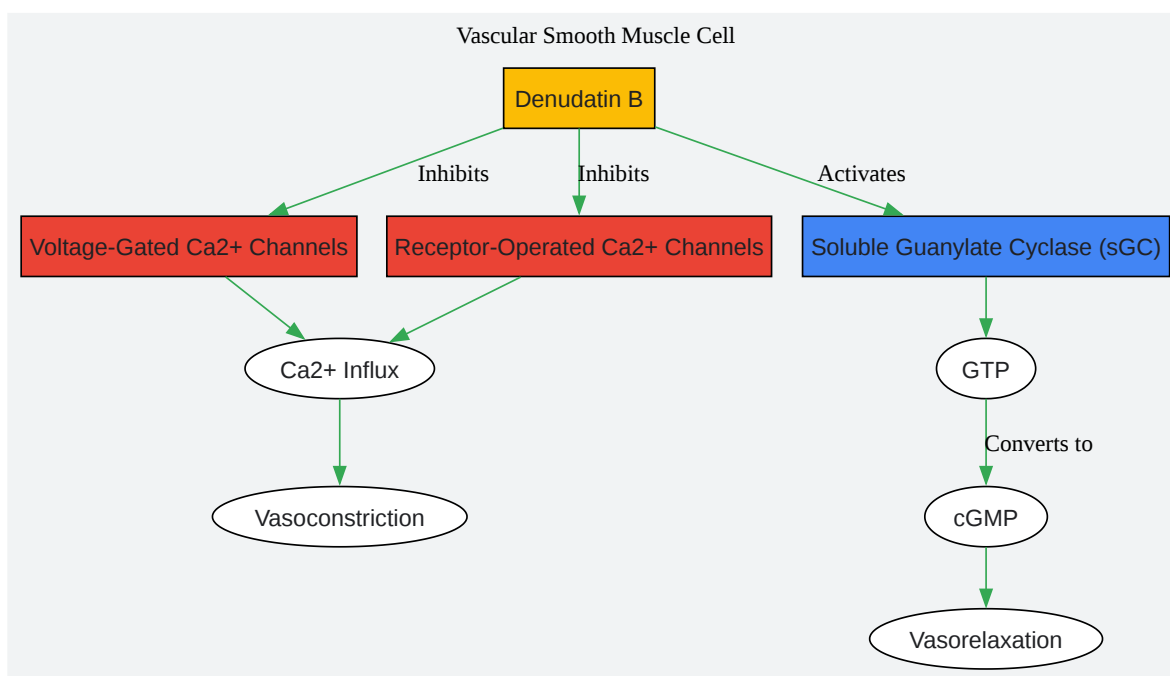 Vascular Smooth Muscle Cell
Denudatin B
Inhibits
Inhibits
Activates
Voltage-Gated Ca2+ Channels
Receptor-Operated Ca2+ Channels
Soluble Guanylate Cyclase (sGC)
Ca2+ Influx
GTP
Converts to
Vasoconstriction
cGMP
Vasorelaxation